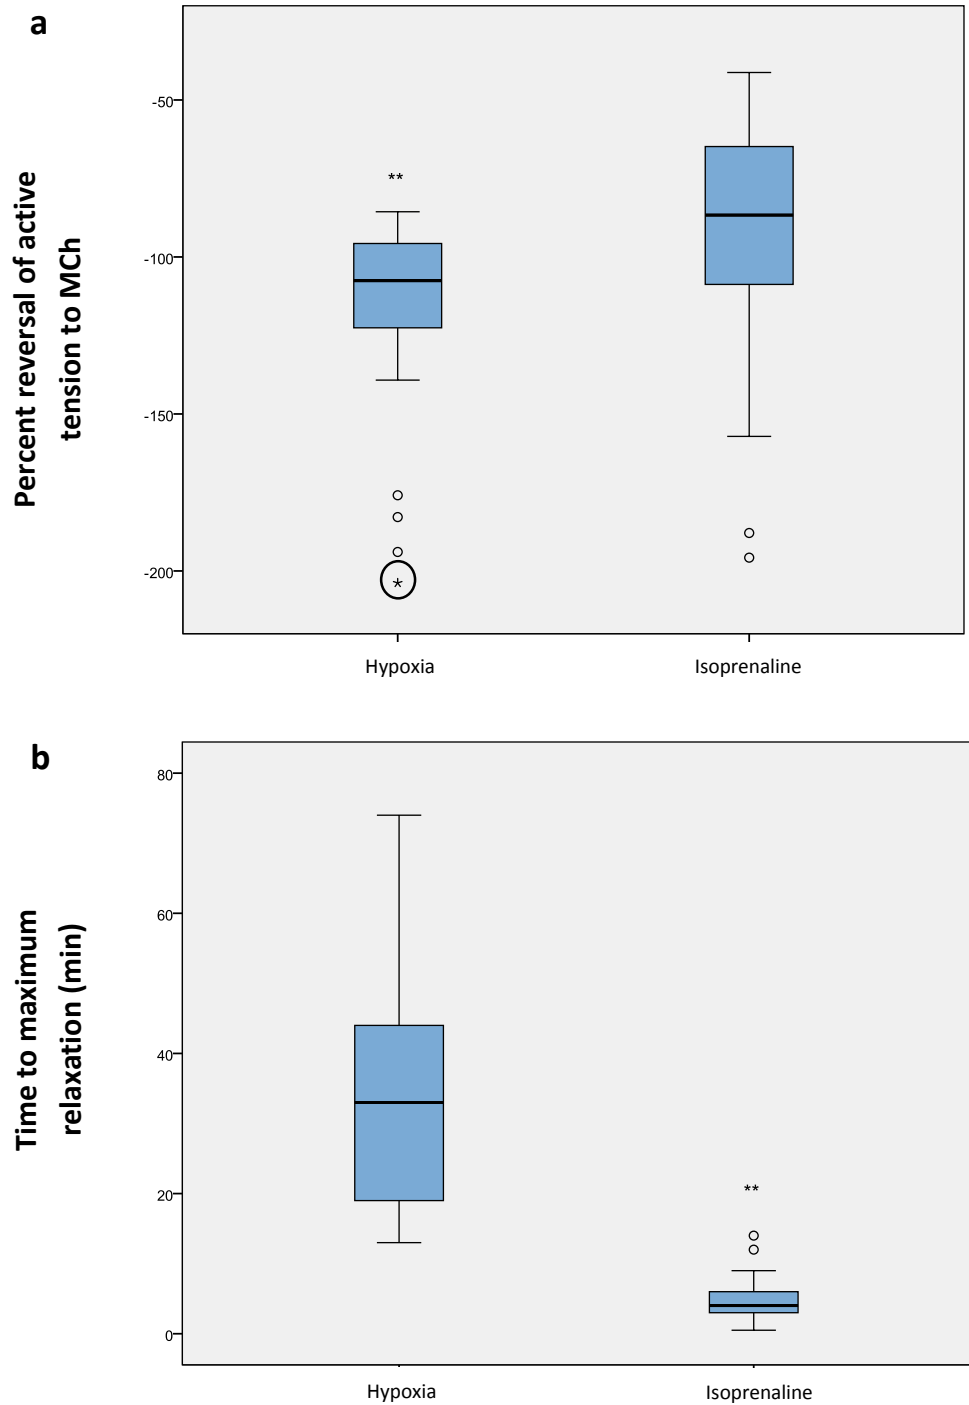 a
Percent reversal of active
tension to MCh
-50
-100
-150
-200
**
*
Hypoxia
Isoprenaline
b
Time to maximum
relaxation (min)
80
60
40
20
0
**
Hypoxia
Isoprenaline